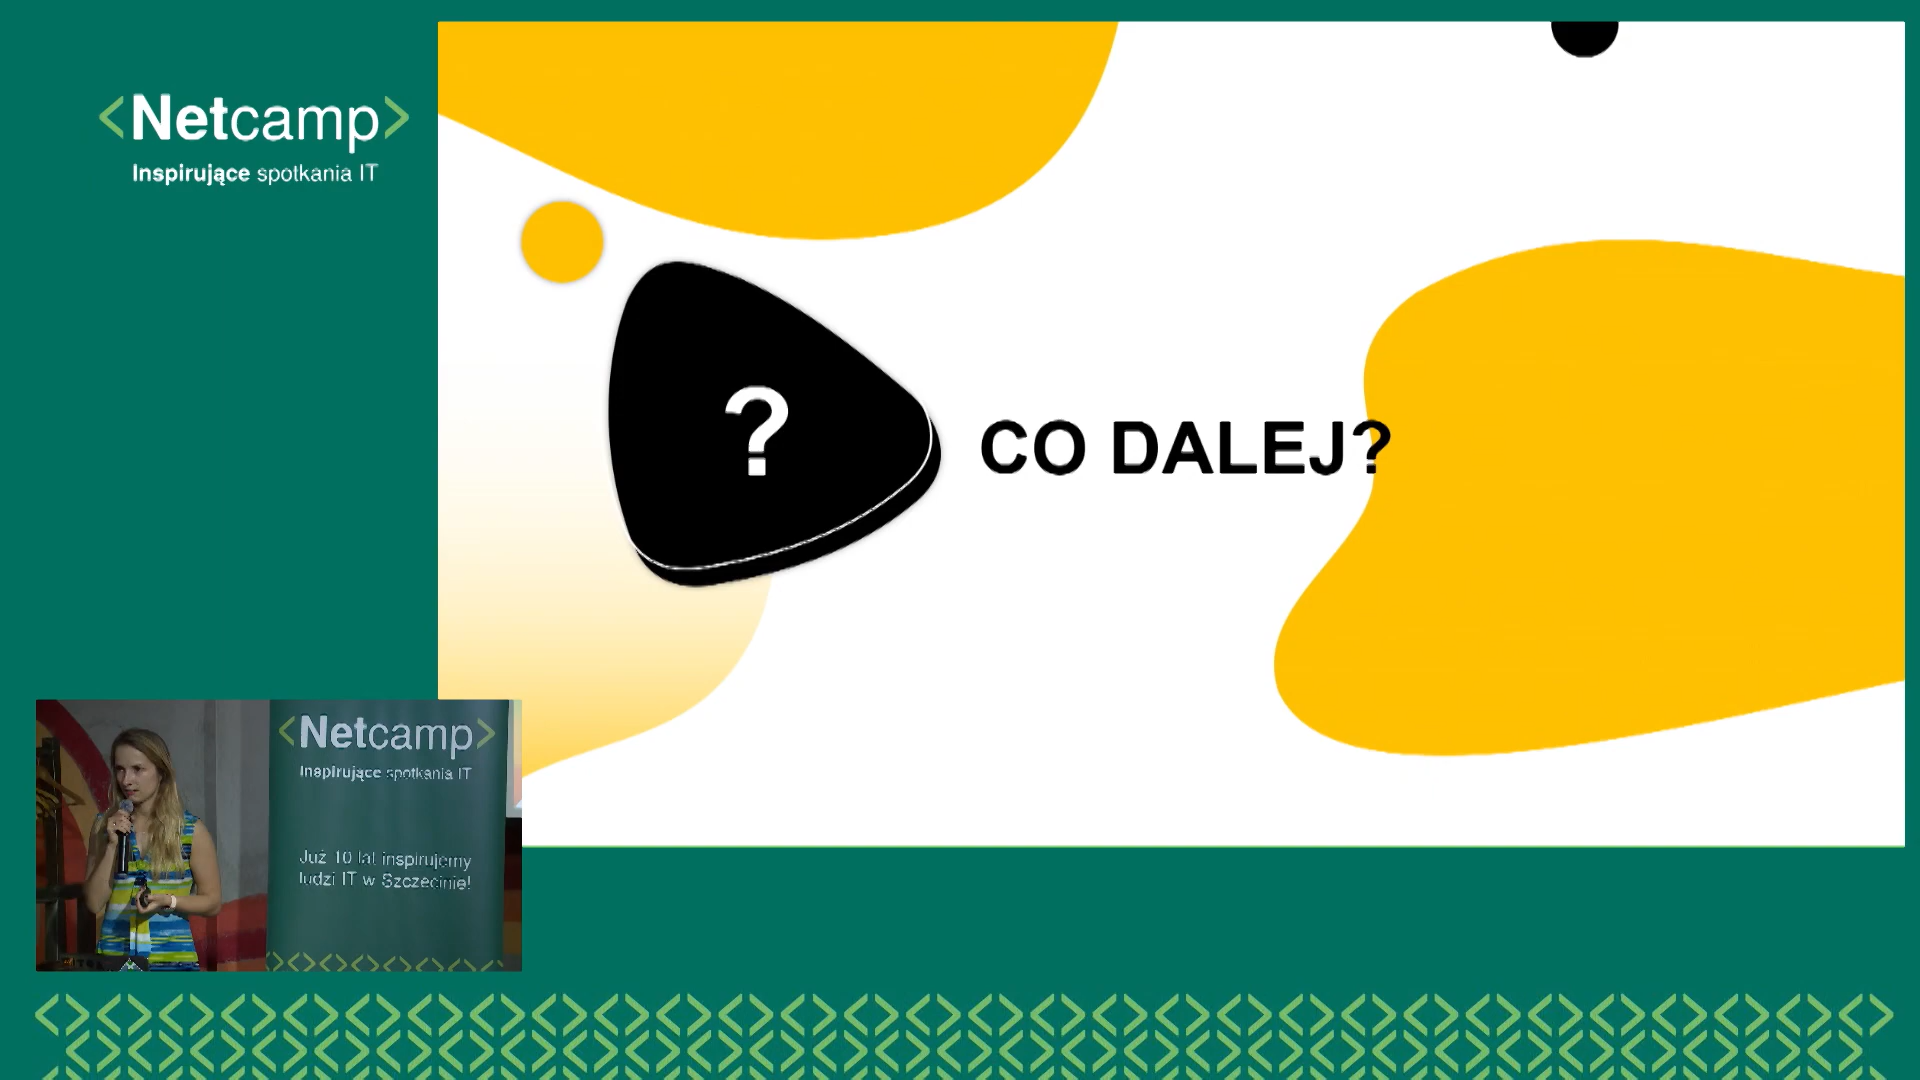 <Netcamp>
Inspirujące spotkania IT
?
CO DALEJ?
<Netcamp>
Inspirujące spotkania IT
Już 10 lat inspirujemy
ludzi IT w Szczecinie!